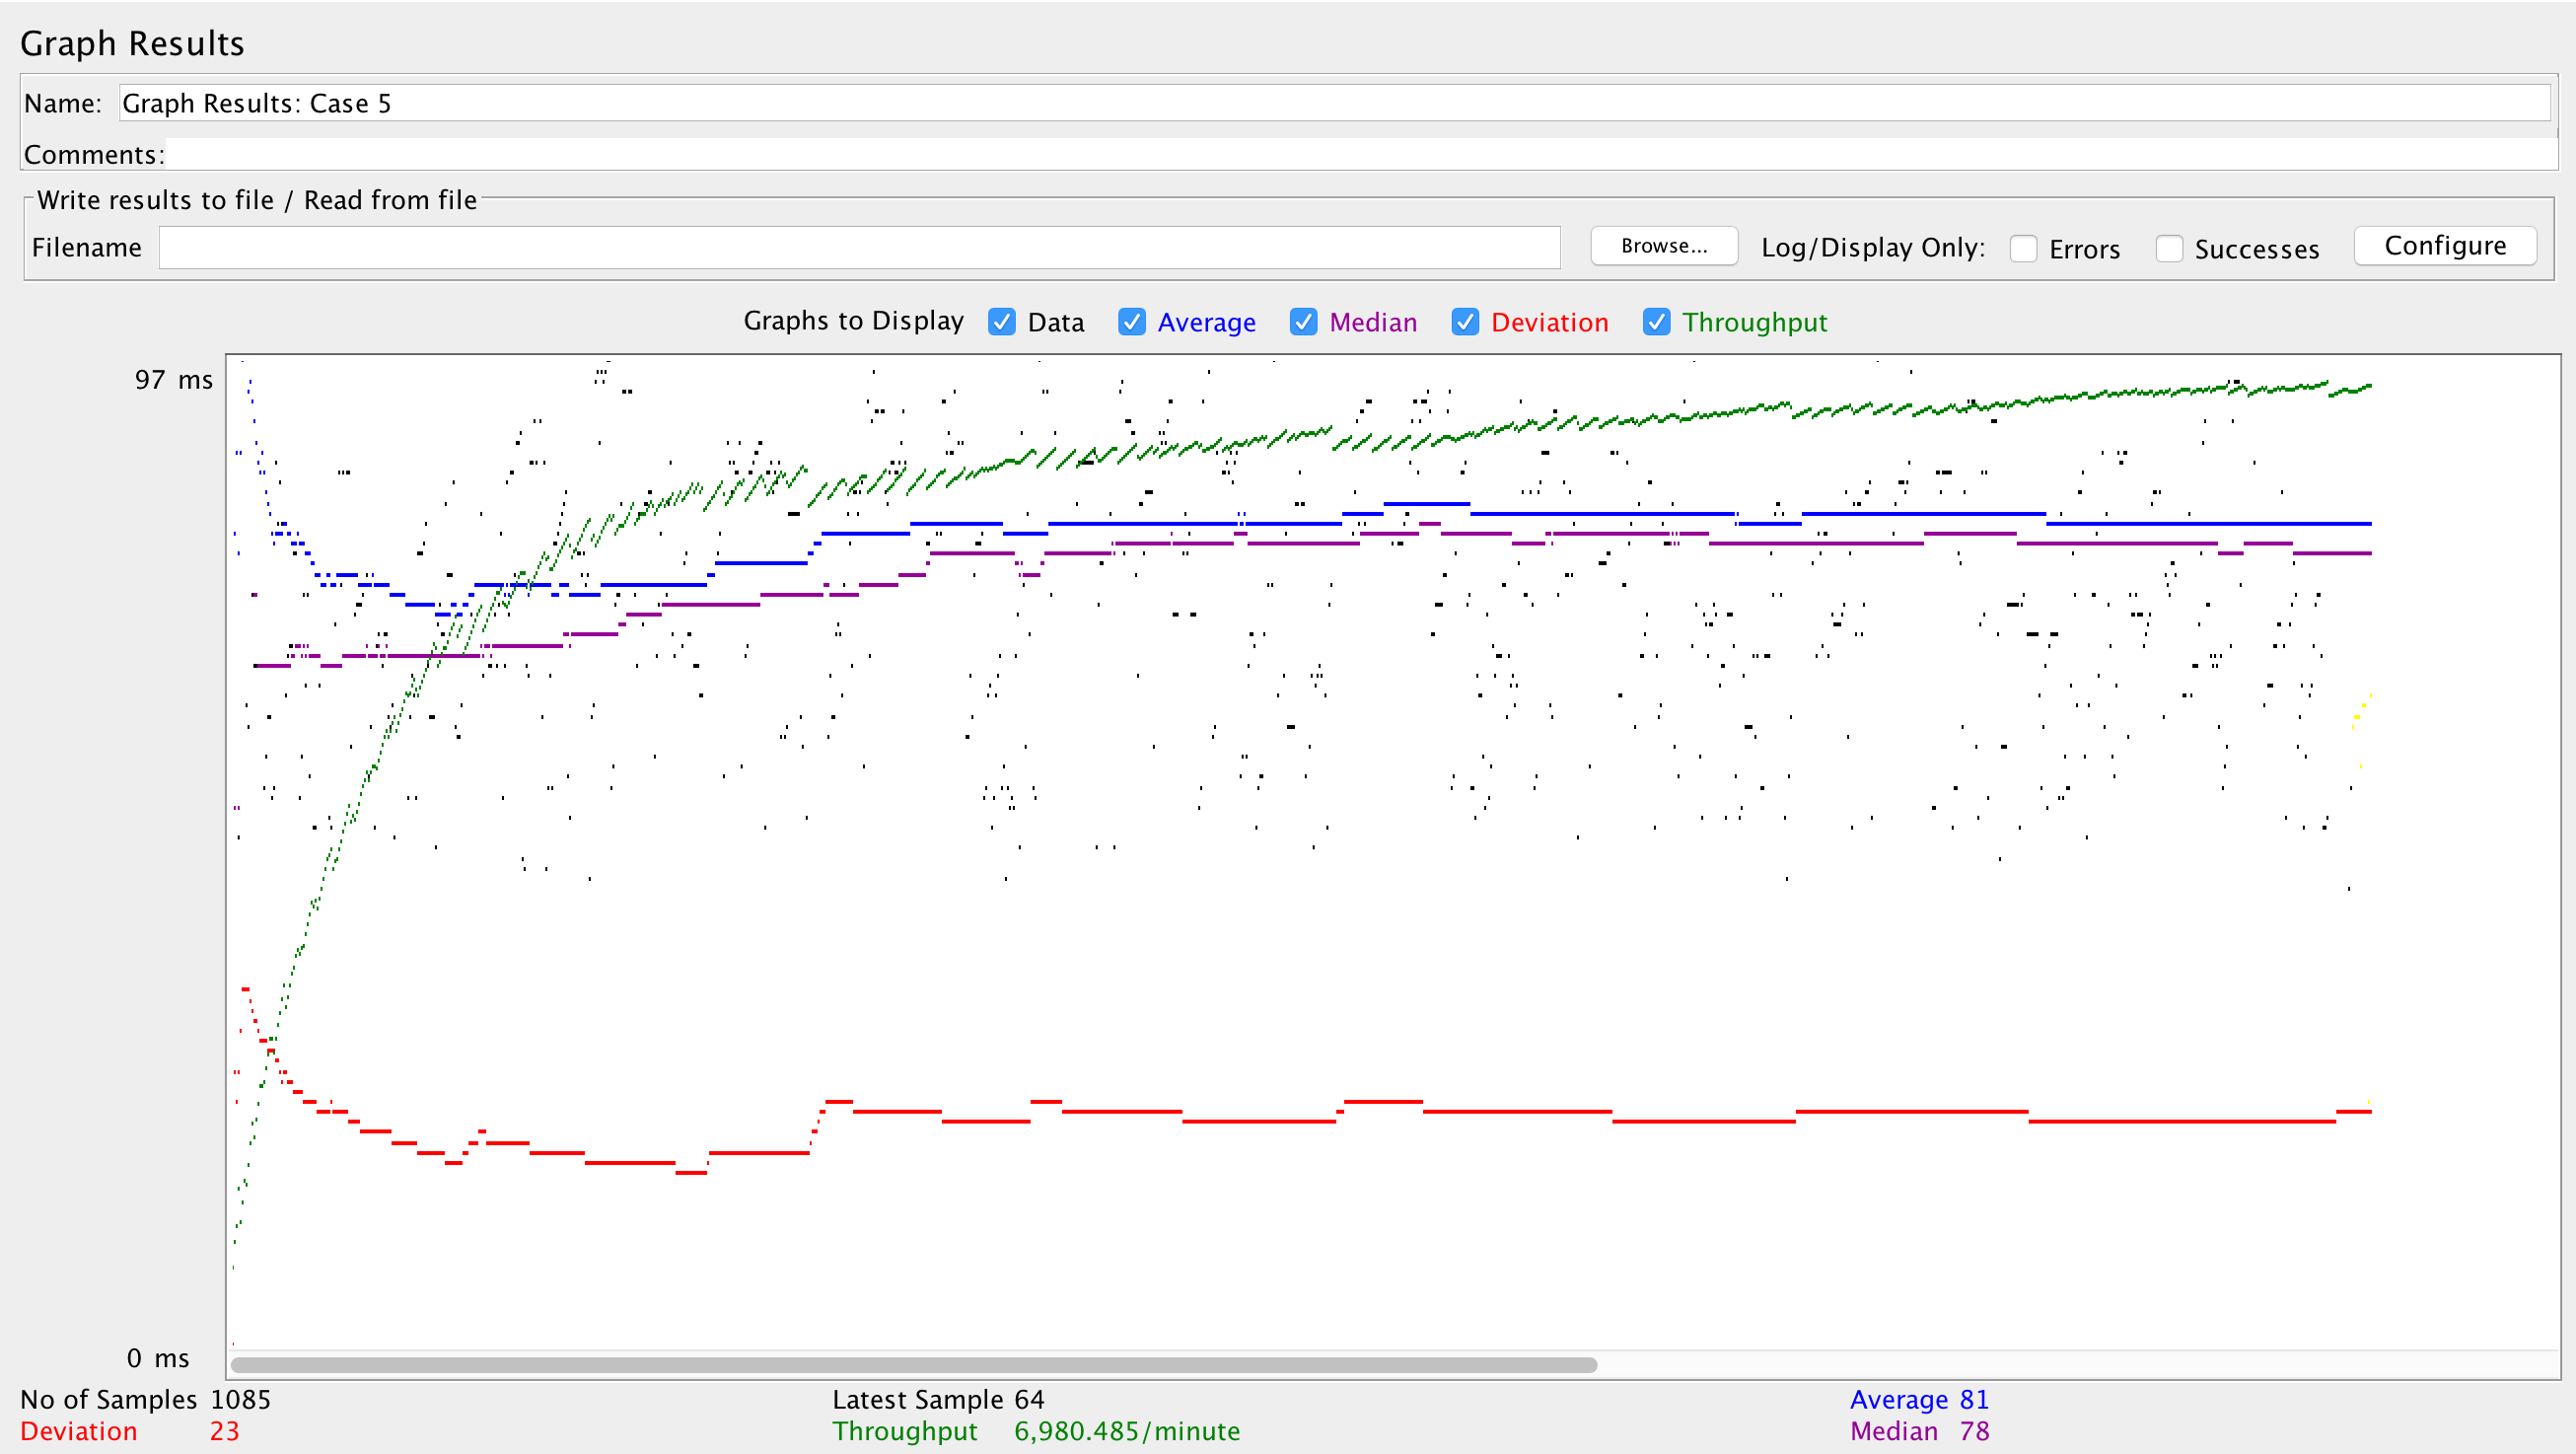 Graph Results
Name: Graph Results: Case 5
Comments:
Write results to file / Read from file
Filename Browse... Log/Display Only: Errors Successes Configure
Graphs to Display Data Average Median Deviation Throughput
97 ms
0 ms
No of Samples 1085 Latest Sample 64 Average 81
Deviation 23 Throughput 6,980.485/minute Median 78